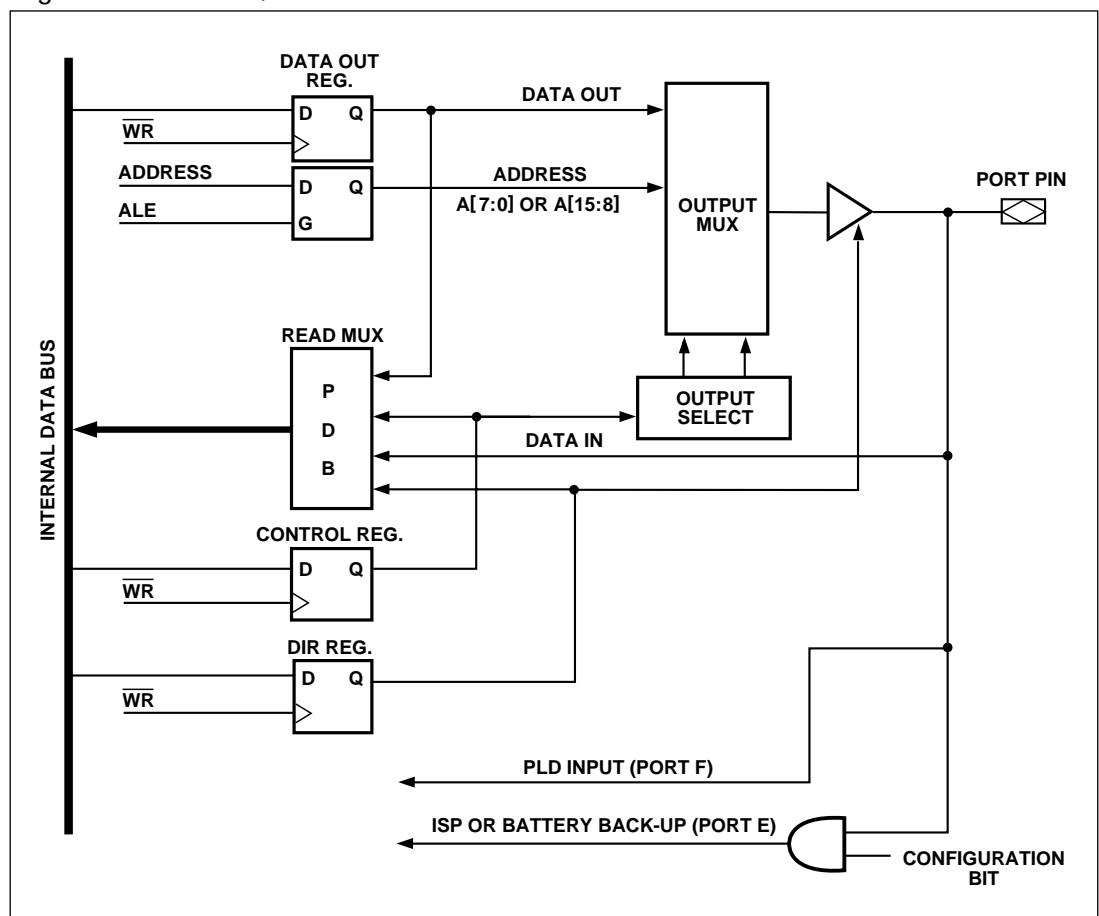 DATA OUT
REG.
D Q
WR
DATA OUT
ADDRESS
ALE
D Q
G
ADDRESS
A[7:0] OR A[15:8]
OUTPUT
MUX
PORT PIN
READ MUX
P
D
B
OUTPUT
SELECT
DATA IN
INTERNAL DATA BUS
CONTROL REG.
D Q
WR
DIR REG.
D Q
WR
PLD INPUT (PORT F)
ISP OR BATTERY BACK-UP (PORT E)
CONFIGURATION
BIT